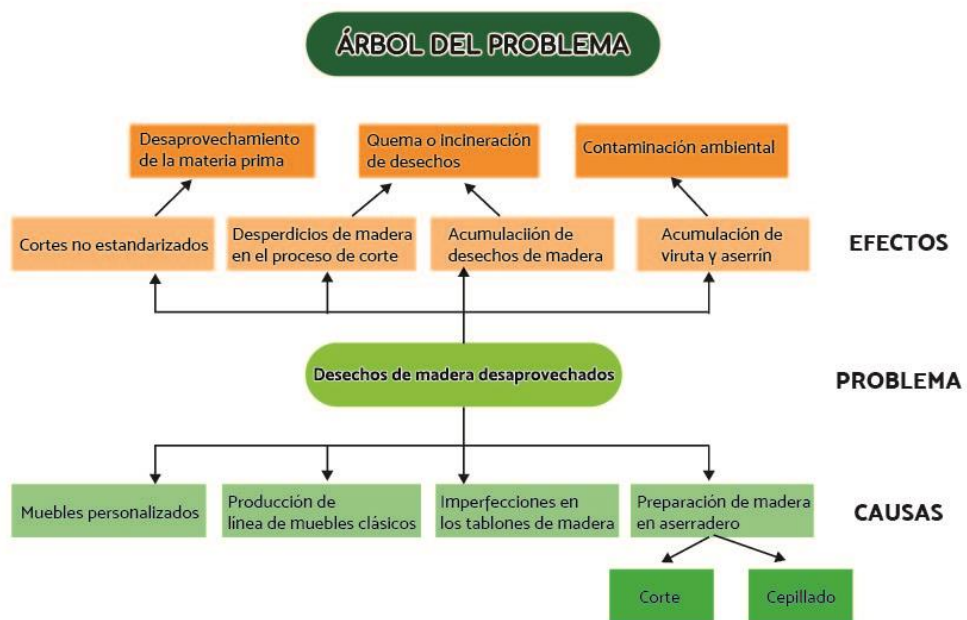 ÁRBOL DEL PROBLEMA
Desaprovechamiento
de la materia prima
Quema o incineración
de desechos
Contaminación ambiental
Cortes no estandarizados
Desperdicios de madera
en el proceso de corte
Acumulaciión de
desechos de madera
Acumulación de
viruta y aserrín
EFECTOS
Desechos de madera desaprovechados
PROBLEMA
Muebles personalizados
Producción de
línea de muebles clásicos
Imperfecciones en
los tablones de madera
Preparación de madera
en aserradero
CAUSAS
Corte
Cepillado